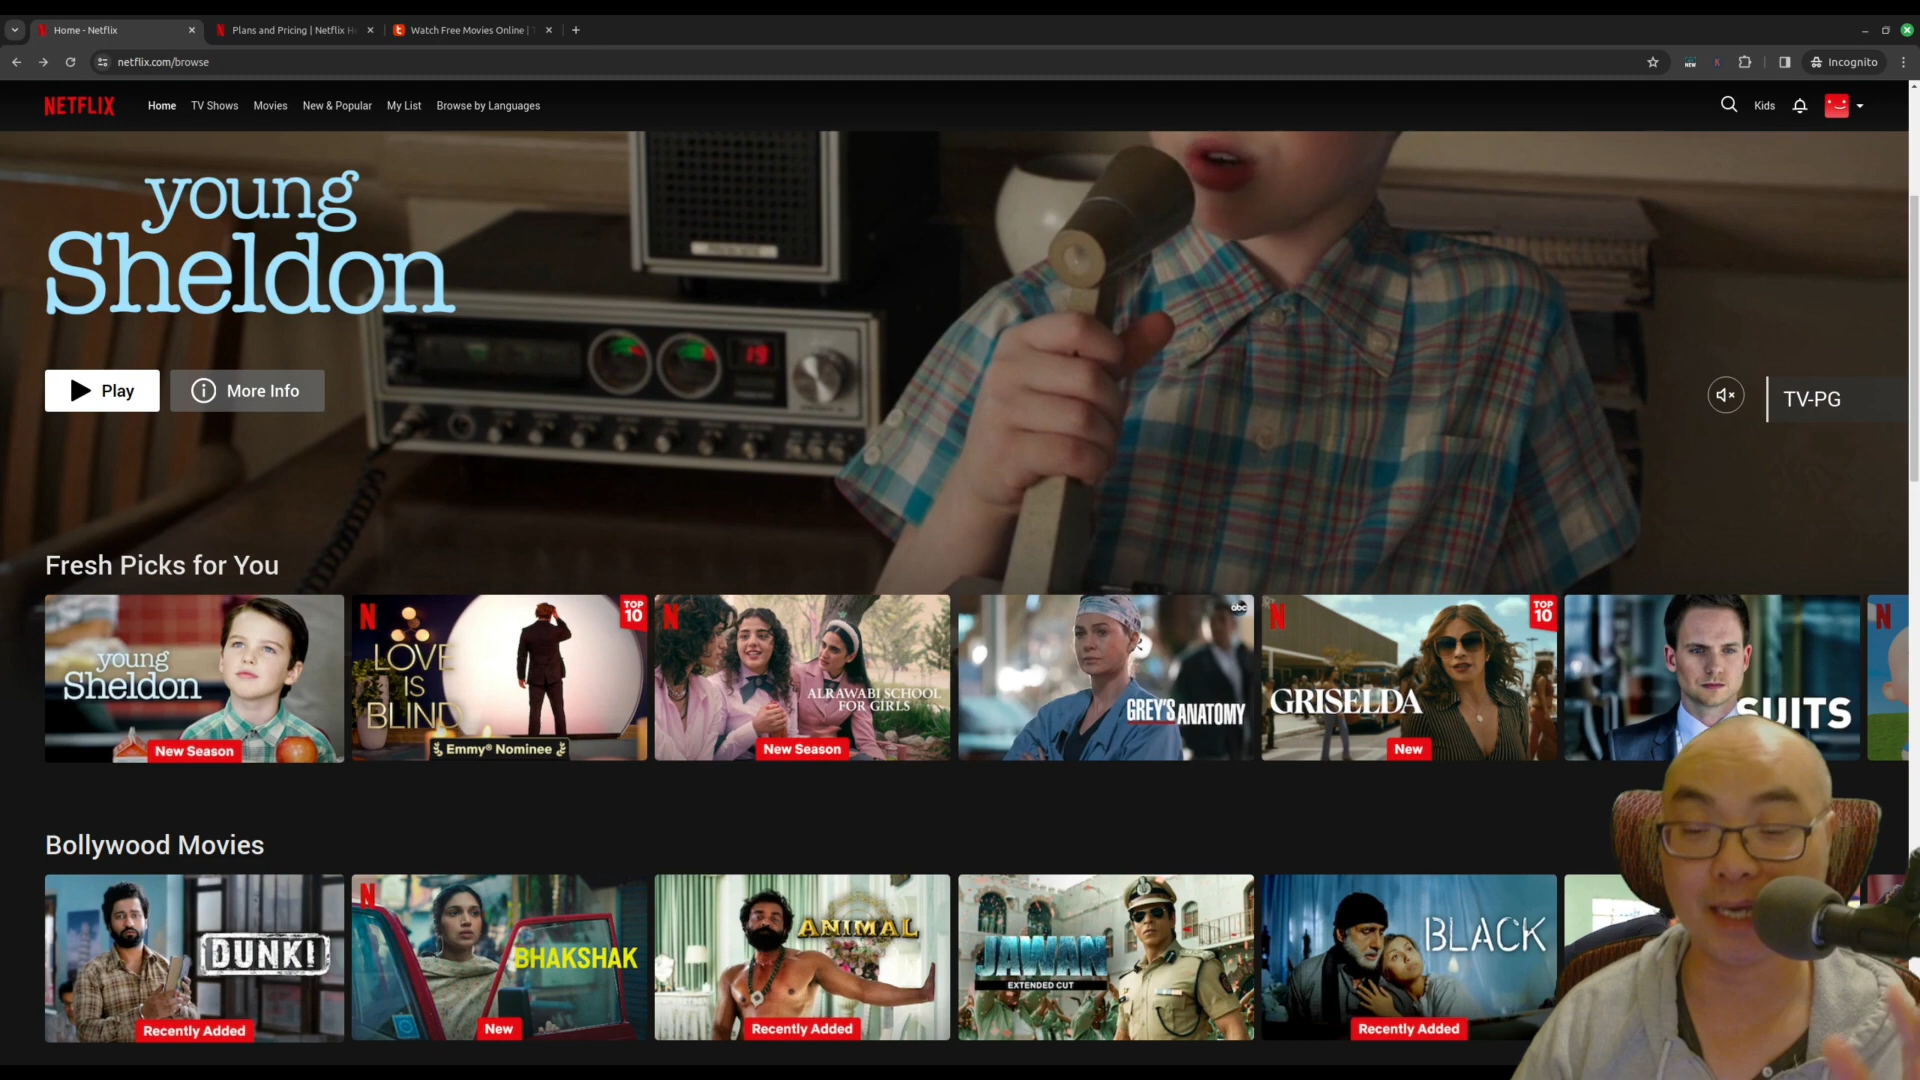 Home - Netflix
Plans and Pricing | Netflix He
Watch Free Movies Online |
netflix.com/browse
NEW
K
Incognito
NETFLIX
Home
TV Shows
Movies
New & Popular
My List
Browse by Languages
Kids
young
Sheldon
19
Play
More Info
TV-PG
Fresh Picks for You
young
Sheldon
New Season
N
LOVE
IS
BLIND
TOP
10
Emmy® Nominee
N
ALRAWABI SCHOOL
FOR GIRLS
New Season
abc
GREY'S ANATOMY
N
GRISELDA
TOP
10
New
SUITS
N
Bollywood Movies
DUNKI
Recently Added
N
BHAKSHAK
New
ANIMAL
Recently Added
JAWAN
EXTENDED CUT
BLACK
Recently Added